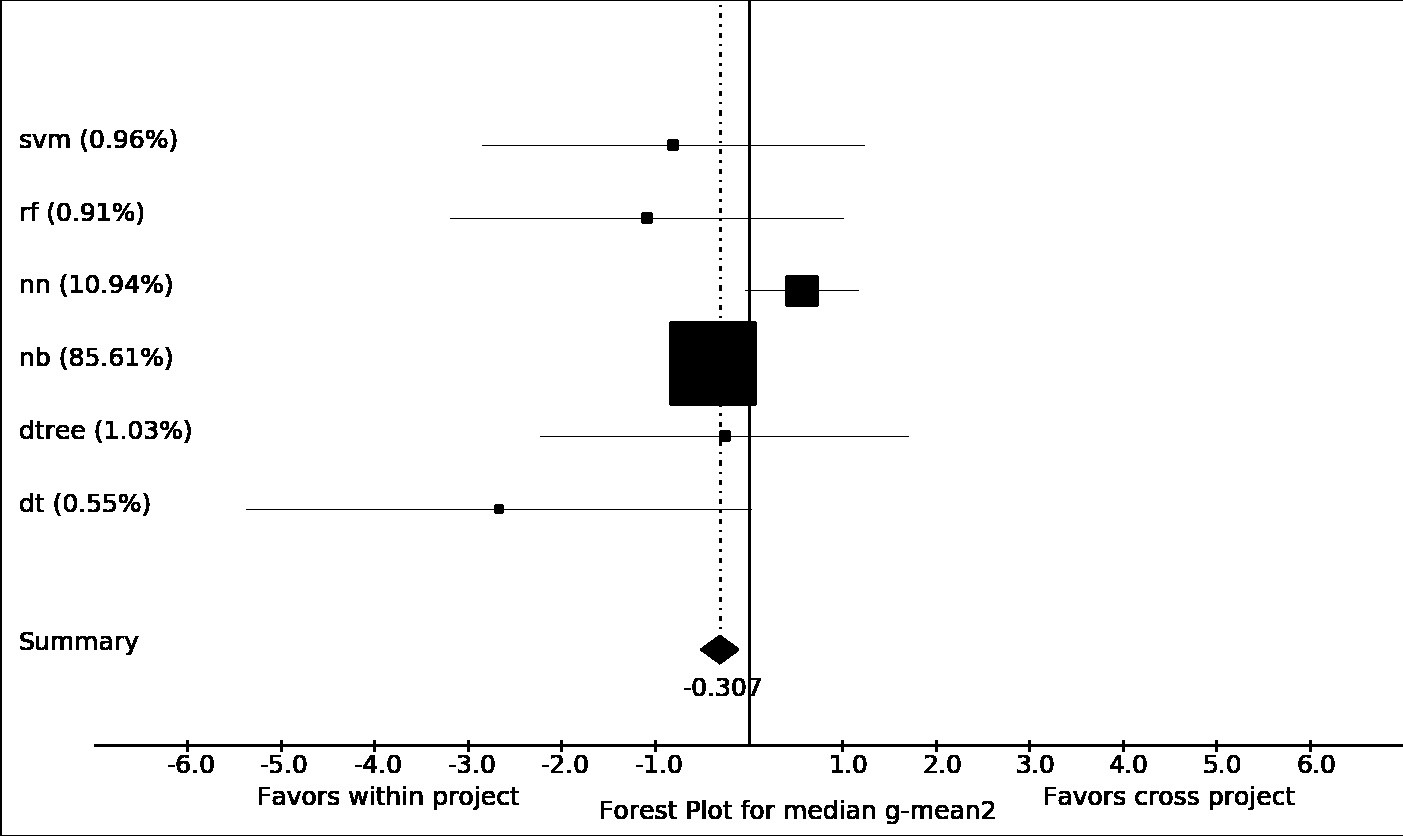 svm (0.96%)
rf (0.91%)
nn (10.94%)
nb (85.61%)
dtree (1.03%)
dt (0.55%)
Summary
-0.307
-6.0 -5.0 -4.0 -3.0 -2.0 -1.0 1.0 2.0 3.0 4.0 5.0 6.0
Favors within project Favors cross project
Forest Plot for median g-mean2